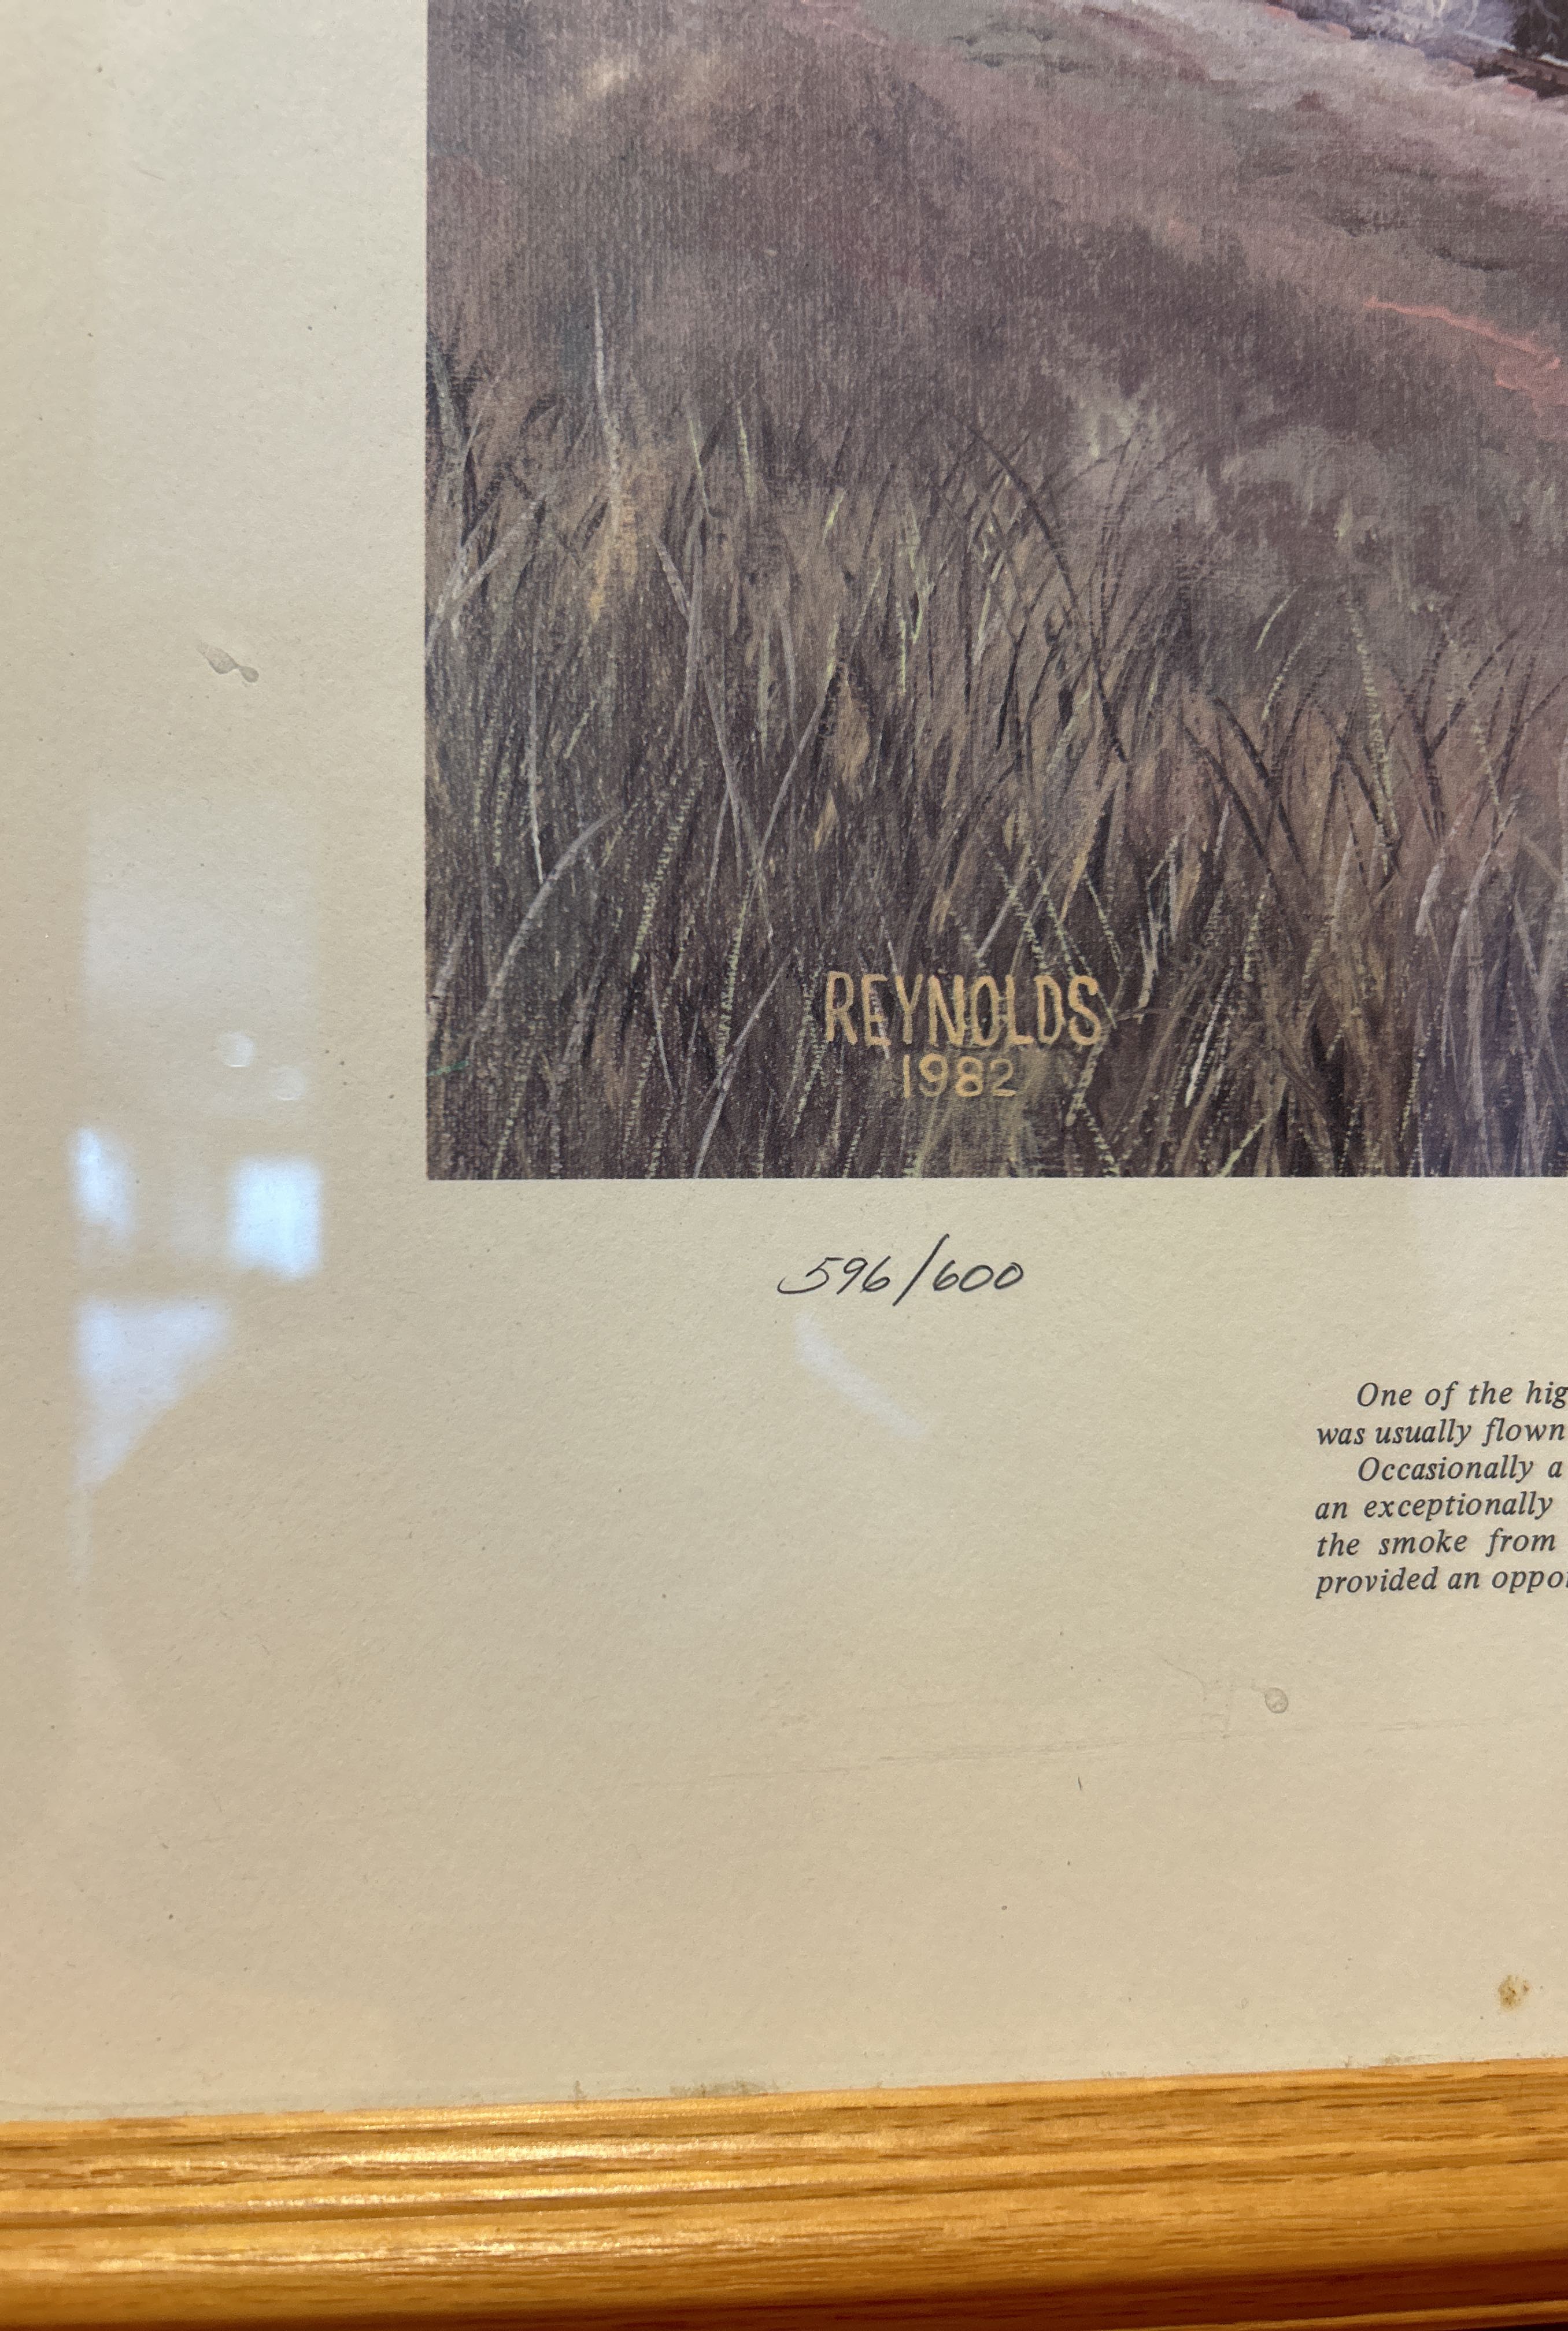 REYNOLDS
1982
596/600
One of the hig
was usually flown
Occasionally a
an exceptionally
the smoke from
provided an oppo